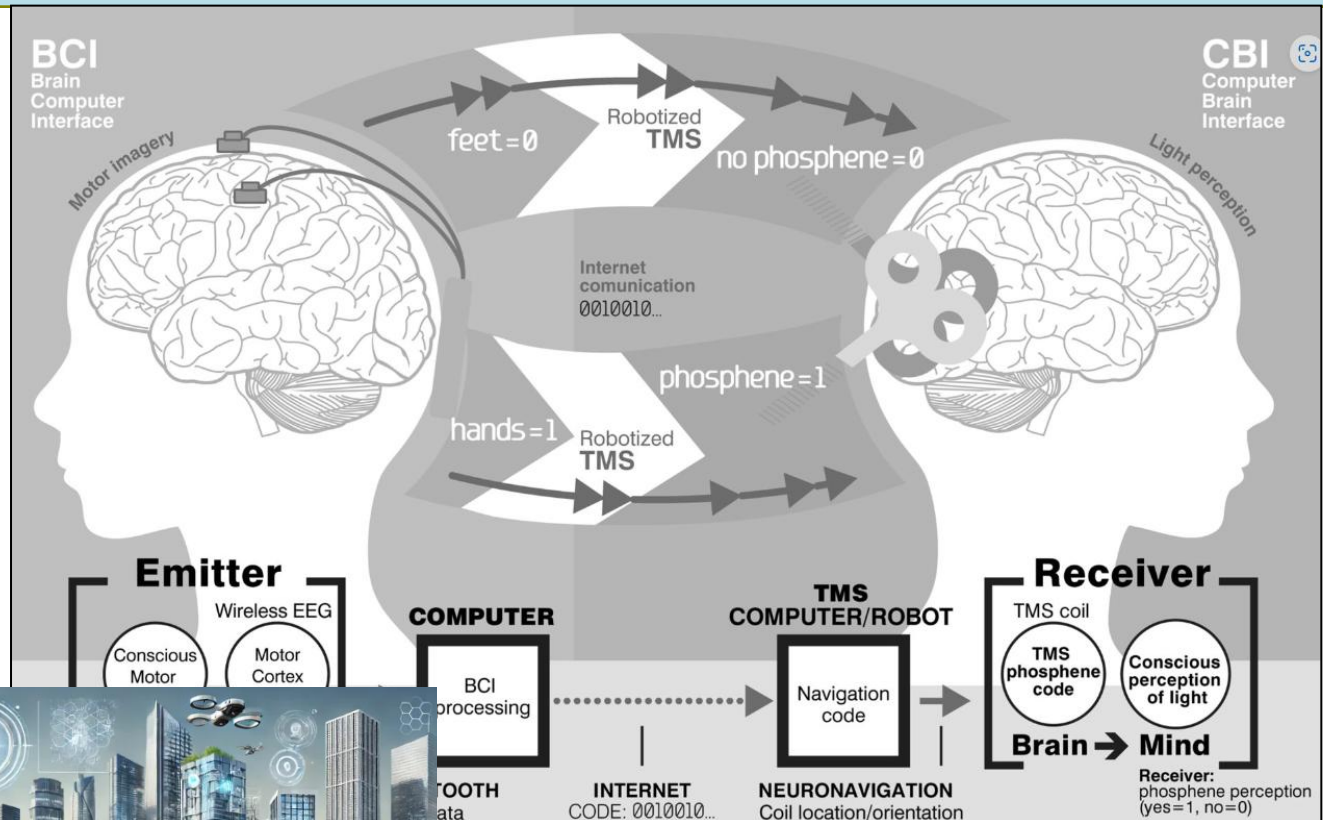 BCI
Brain
Computer
Interface
CBI
Computer
Brain
Interface
Motor imagery
Light perception
feet=0
Robotized
TMS
no phosphene=0
Internet
comunication
0010010...
phosphene=1
hands=1
Robotized
TMS
Emitter
Wireless EEG
Conscious
Motor
Motor
Cortex
COMPUTER
BCI
processing
TMS
COMPUTER/ROBOT
Navigation
code
Receiver
TMS coil
TMS
phosphene
code
Conscious
perception
of light
Brain → Mind
Receiver:
phosphene perception
(yes=1, no=0)
INTERNET
CODE: 0010010...
NEURONAVIGATION
Coil location/orientation